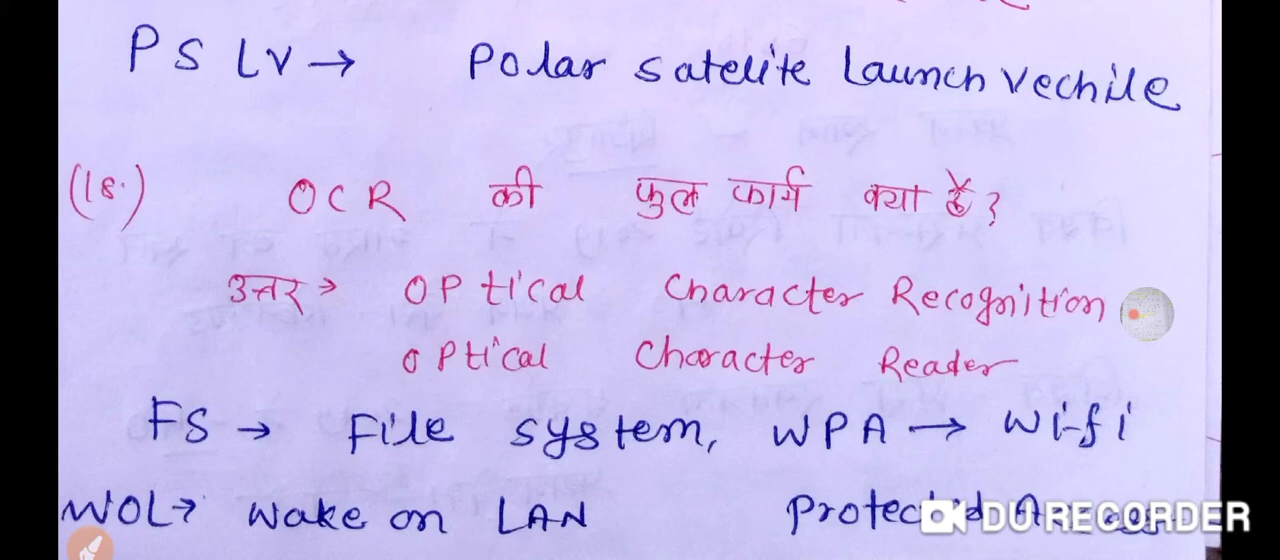 PSLV → Polar satelite Launch Vechile
(18.) OCR की फुल फार्म क्या है?
उत्तर → Optical Character Recognition
Optical Character Reader
FS → File system, WPA → Wi-fi
WOL → Wake on LAN Protected
DU RECORDER